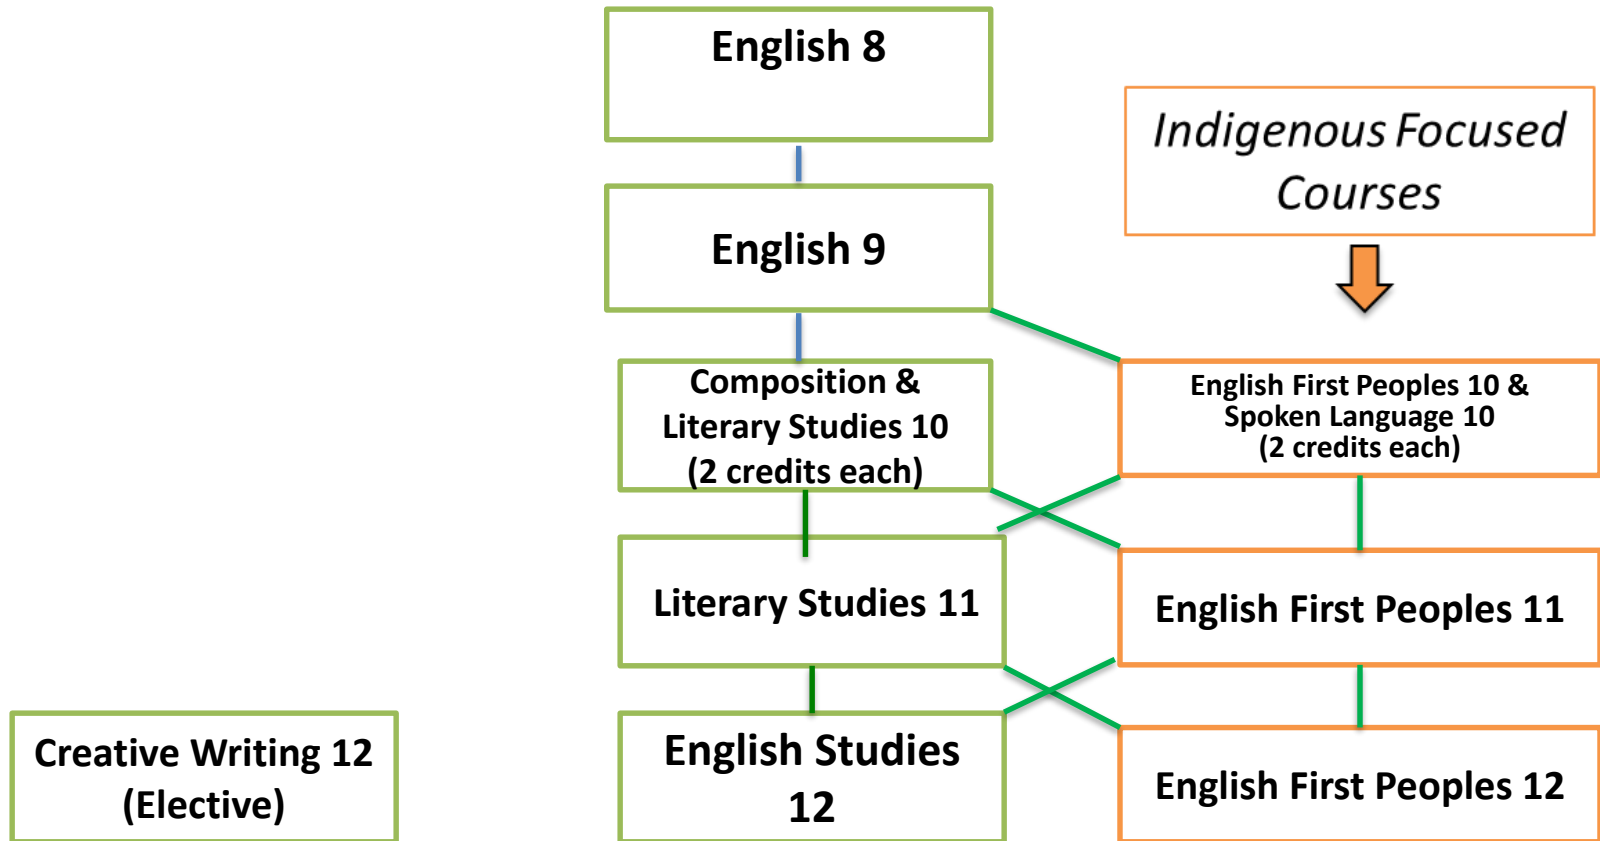 English 8
Indigenous Focused
Courses
English 9
Composition &
Literary Studies 10
(2 credits each)
English First Peoples 10 &
Spoken Language 10
(2 credits each)
Literary Studies 11
English First Peoples 11
Creative Writing 12
(Elective)
English Studies
12
English First Peoples 12